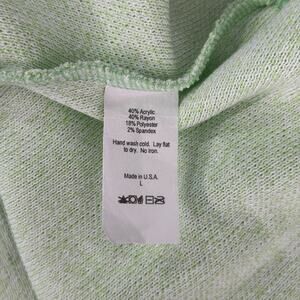 40% Acrylic
40% Rayon
18% Polyester
2% Spandex
Hand wash cold. Lay flat
to dry. No iron.
Made in U.S.A.
L